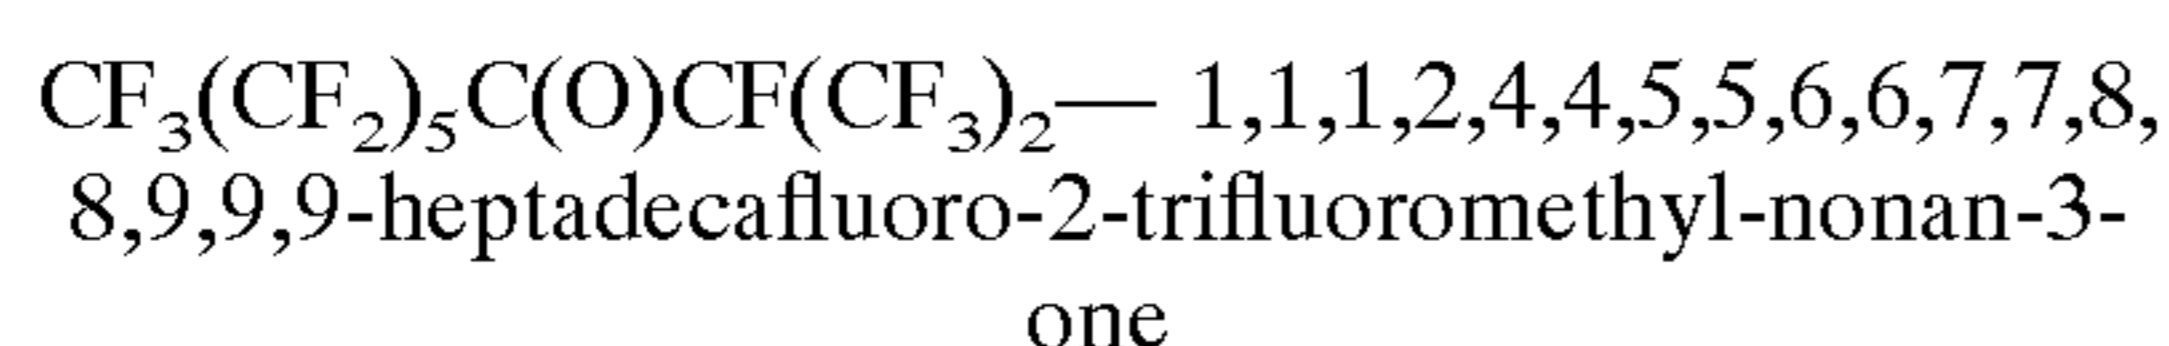 CF₃(CF₂)₅C(O)CF(CF₃)₂— 1,1,1,2,4,4,5,5,6,6,7,7,8,
8,9,9,9-heptadecafluoro-2-trifluoromethyl-nonan-3-
one